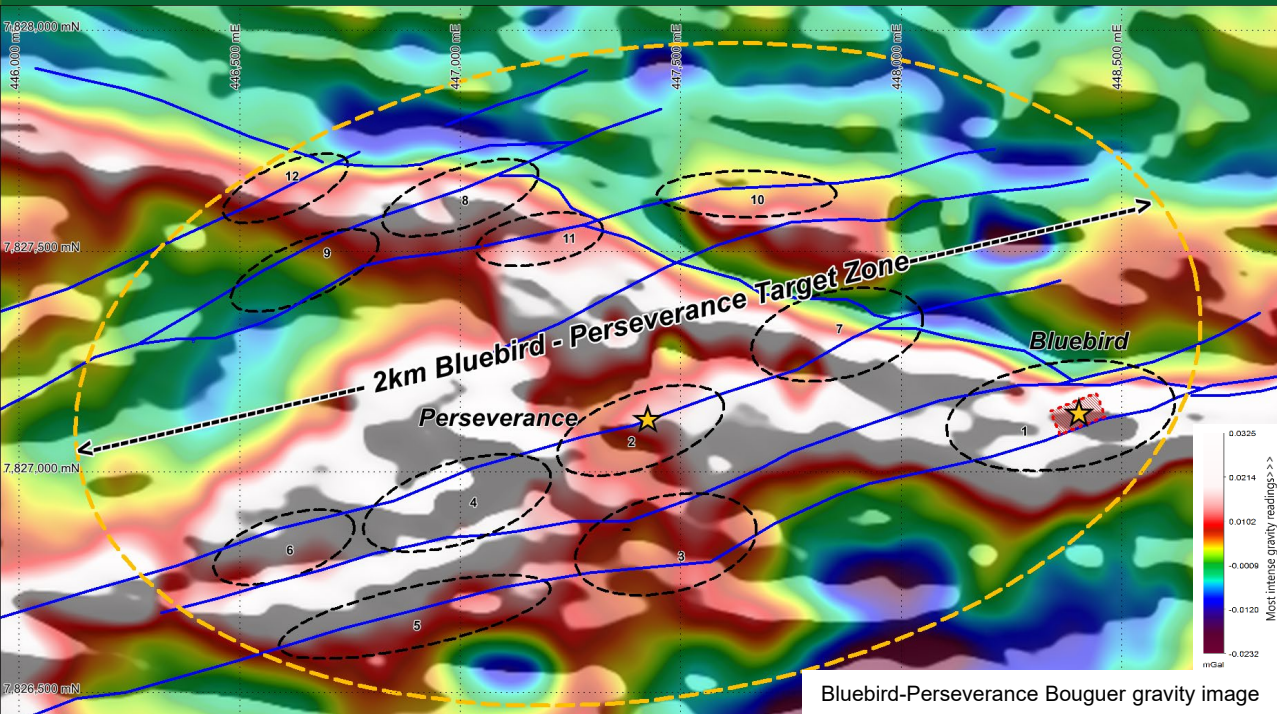 7,828,000 mN
446,000 mE
446,500 mE
447,000 mE
447,500 mE
448,000 mE
448,500 mE
12
8
10
11
9
7,827,500 mN
2km Bluebird - Perseverance Target Zone
7
Bluebird
Perseverance
1
2
7,827,000 mN
4
6
3
5
7,826,500 mN
0.0325
0.0214
0.0102
-0.0009
-0.0120
-0.0232
mGal
Most intense gravity readings>>>>
Bluebird-Perseverance Bouguer gravity image